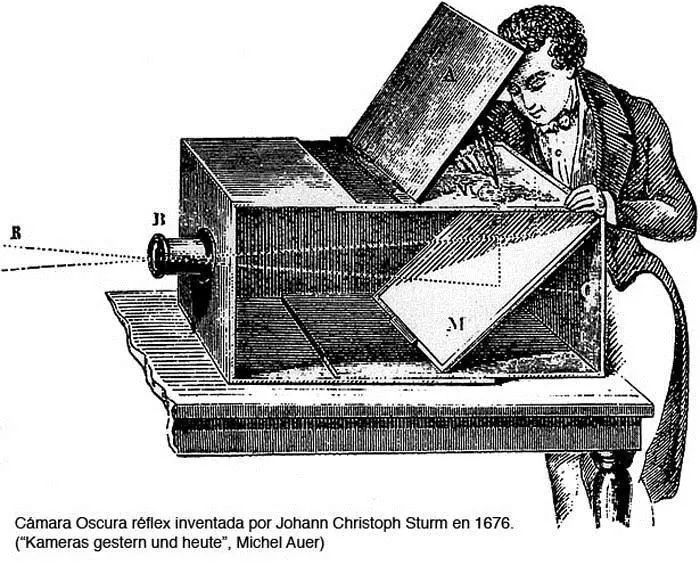 A
B
M
Cámara Oscura réflex inventada por Johann Christoph Sturm en 1676.
(“Kameras gestern und heute”, Michel Auer)